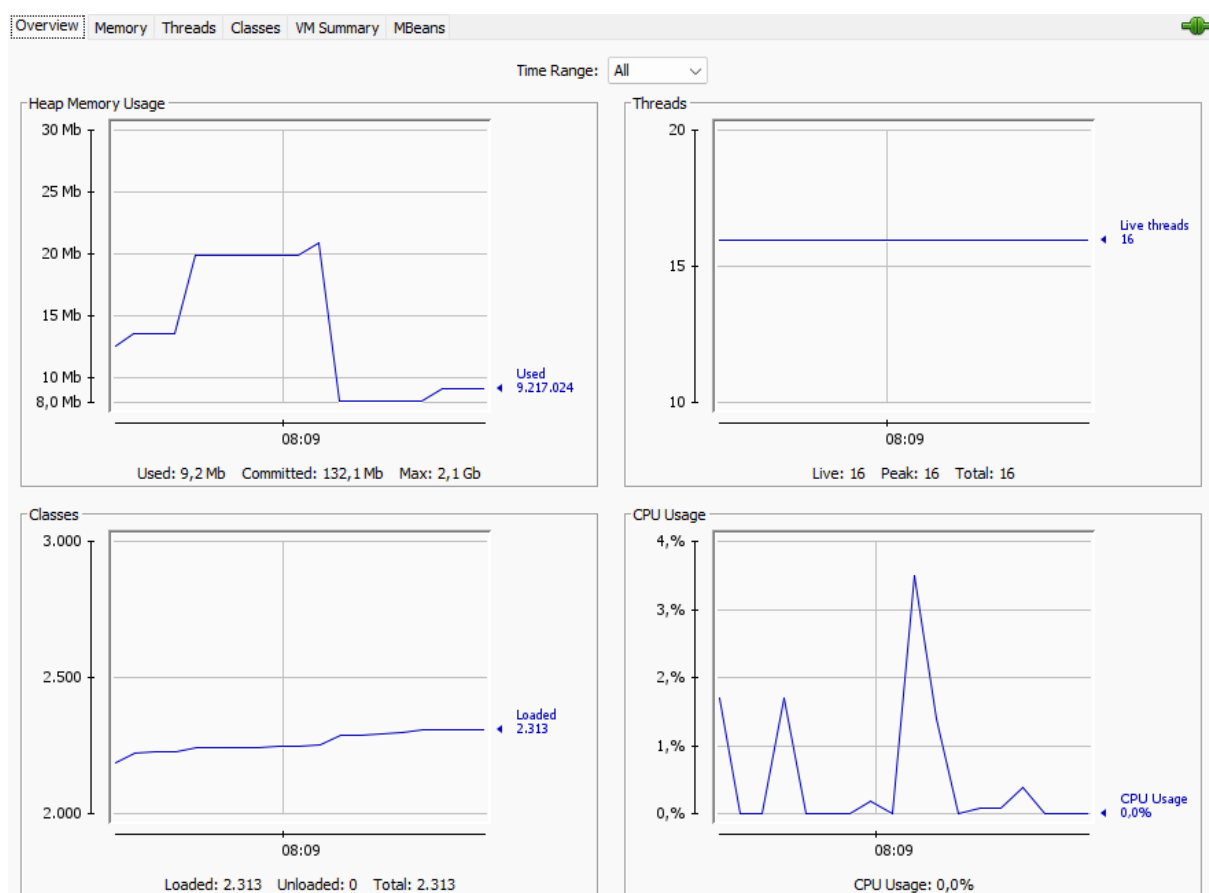 Overview Memory Threads Classes VM Summary MBeans
Time Range: All
Heap Memory Usage
30 Mb
25 Mb
20 Mb
15 Mb
10 Mb
8,0 Mb
Used
9.217.024
08:09
Used: 9,2 Mb Committed: 132,1 Mb Max: 2,1 Gb
Threads
20
15
10
Live threads
16
08:09
Live: 16 Peak: 16 Total: 16
Classes
3.000
2.500
2.000
Loaded
2.313
08:09
Loaded: 2.313 Unloaded: 0 Total: 2.313
CPU Usage
4,%
3,%
2,%
1,%
0,%
CPU Usage
0,0%
08:09
CPU Usage: 0,0%